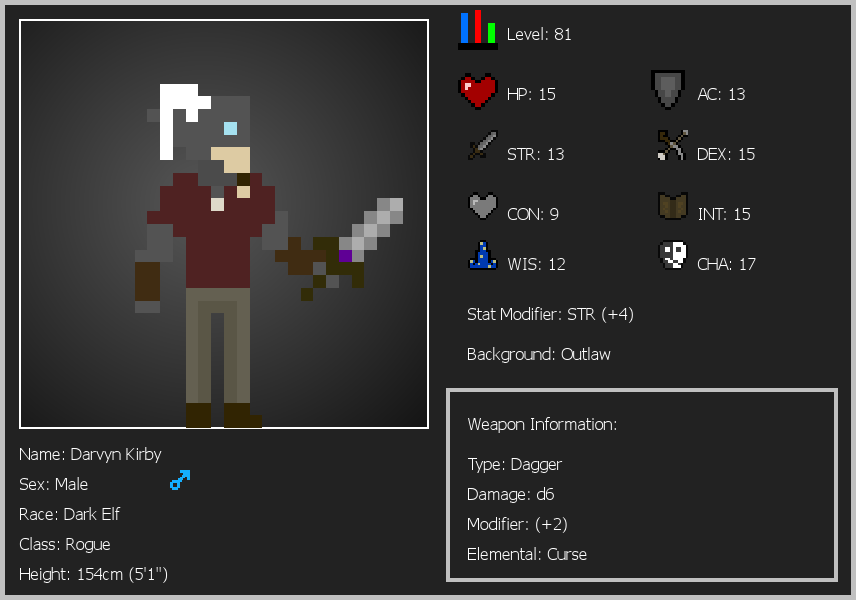 Level: 81
HP: 15
AC: 13
STR: 13
DEX: 15
CON: 9
INT: 15
WIS: 12
CHA: 17
Stat Modifier: STR (+4)
Background: Outlaw
Weapon Information:
Type: Dagger
Damage: d6
Modifier: (+2)
Elemental: Curse
Name: Darvyn Kirby
Sex: Male
Race: Dark Elf
Class: Rogue
Height: 154cm (5'1")